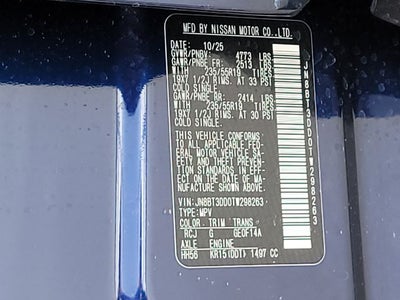 MFD BY NISSAN MOTOR CO.,LTD.
DATE: 10/25
GVWR/PNBV: 4773 LBS
GAWR/PNBE FR: 2513 LBS
WITH 235/55R19 TIRES
19X7 1/2J RIMS AT 33 PSI
COLD SINGLE.
GAWR/PNBE RR: 2414 LBS
WITH 235/55R19 TIRES
19X7 1/2J RIMS AT 30 PSI
COLD SINGLE.
THIS VEHICLE CONFORMS
TO ALL APPLICABLE FED-
ERAL MOTOR VEHICLE SA-
FETY AND THEFT PREVEN-
TION STANDARDS IN EFF-
ECT ON THE DATE OF MA-
NUFACTURE SHOWN ABOVE.
VIN:JN8BT3DD0TW298263
TYPE:MPV
COLOR TRIM TRANS
RCJ G GE0F14A
AXLE ENGINE
HH56 KR15(DDT) 1497 CC
JN8BT3DD0TW298263